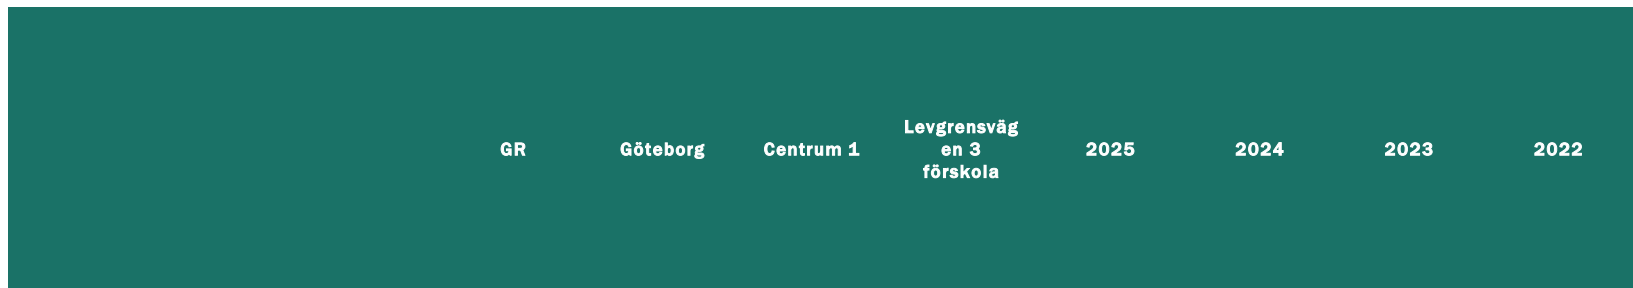 GR Göteborg Centrum 1 Levgrensväg
en 3
förskola 2025 2024 2023 2022